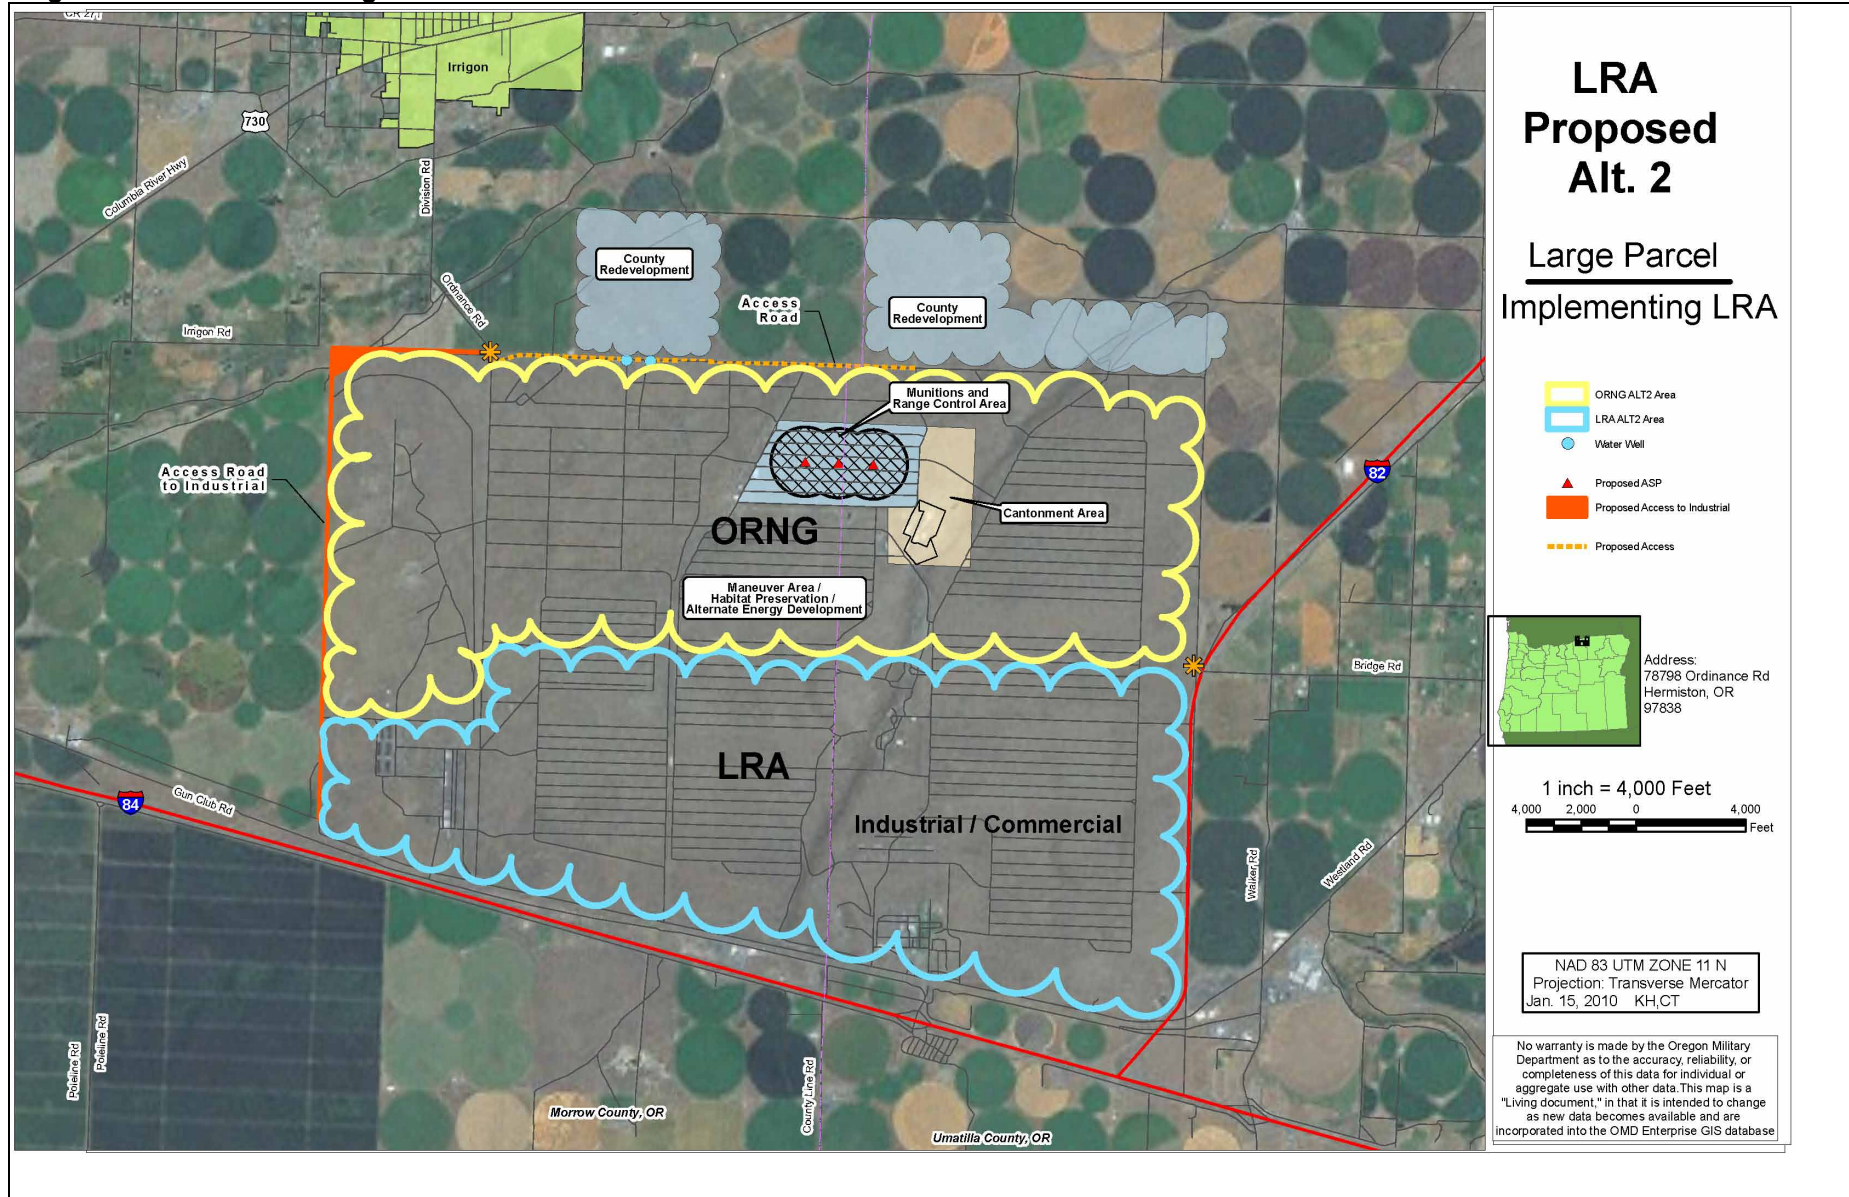 CR 271
Irrigon
730
Columbia River Hwy
Division Rd
Ordnance Rd
Irrigon Rd
County
Redevelopment
Access
Road
County
Redevelopment
Munitions and
Range Control Area
Access Road
to Industrial
Cantonment Area
ORNG
Maneuver Area /
Habitat Preservation /
Alternate Energy Development
82
Bridge Rd
LRA
Industrial / Commercial
84
Gun Club Rd
Walker Rd
Westland Rd
Poleline Rd
Poleline Rd
County Line Rd
Morrow County, OR
Umatilla County, OR
LRA
Proposed
Alt. 2
Large Parcel
Implementing LRA
ORNG ALT2 Area
LRA ALT2 Area
Water Well
Proposed ASP
Proposed Access to Industrial
Proposed Access
Address:
78798 Ordinance Rd
Hermiston, OR
97838
1 inch = 4,000 Feet
4,000 2,000 0 4,000
Feet
NAD 83 UTM ZONE 11 N
Projection: Transverse Mercator
Jan. 15, 2010 KH,CT
No warranty is made by the Oregon Military
Department as to the accuracy, reliability, or
completeness of this data for individual or
aggregate use with other data.This map is a
"Living document," in that it is intended to change
as new data becomes available and are
incorporated into the OMD Enterprise GIS database